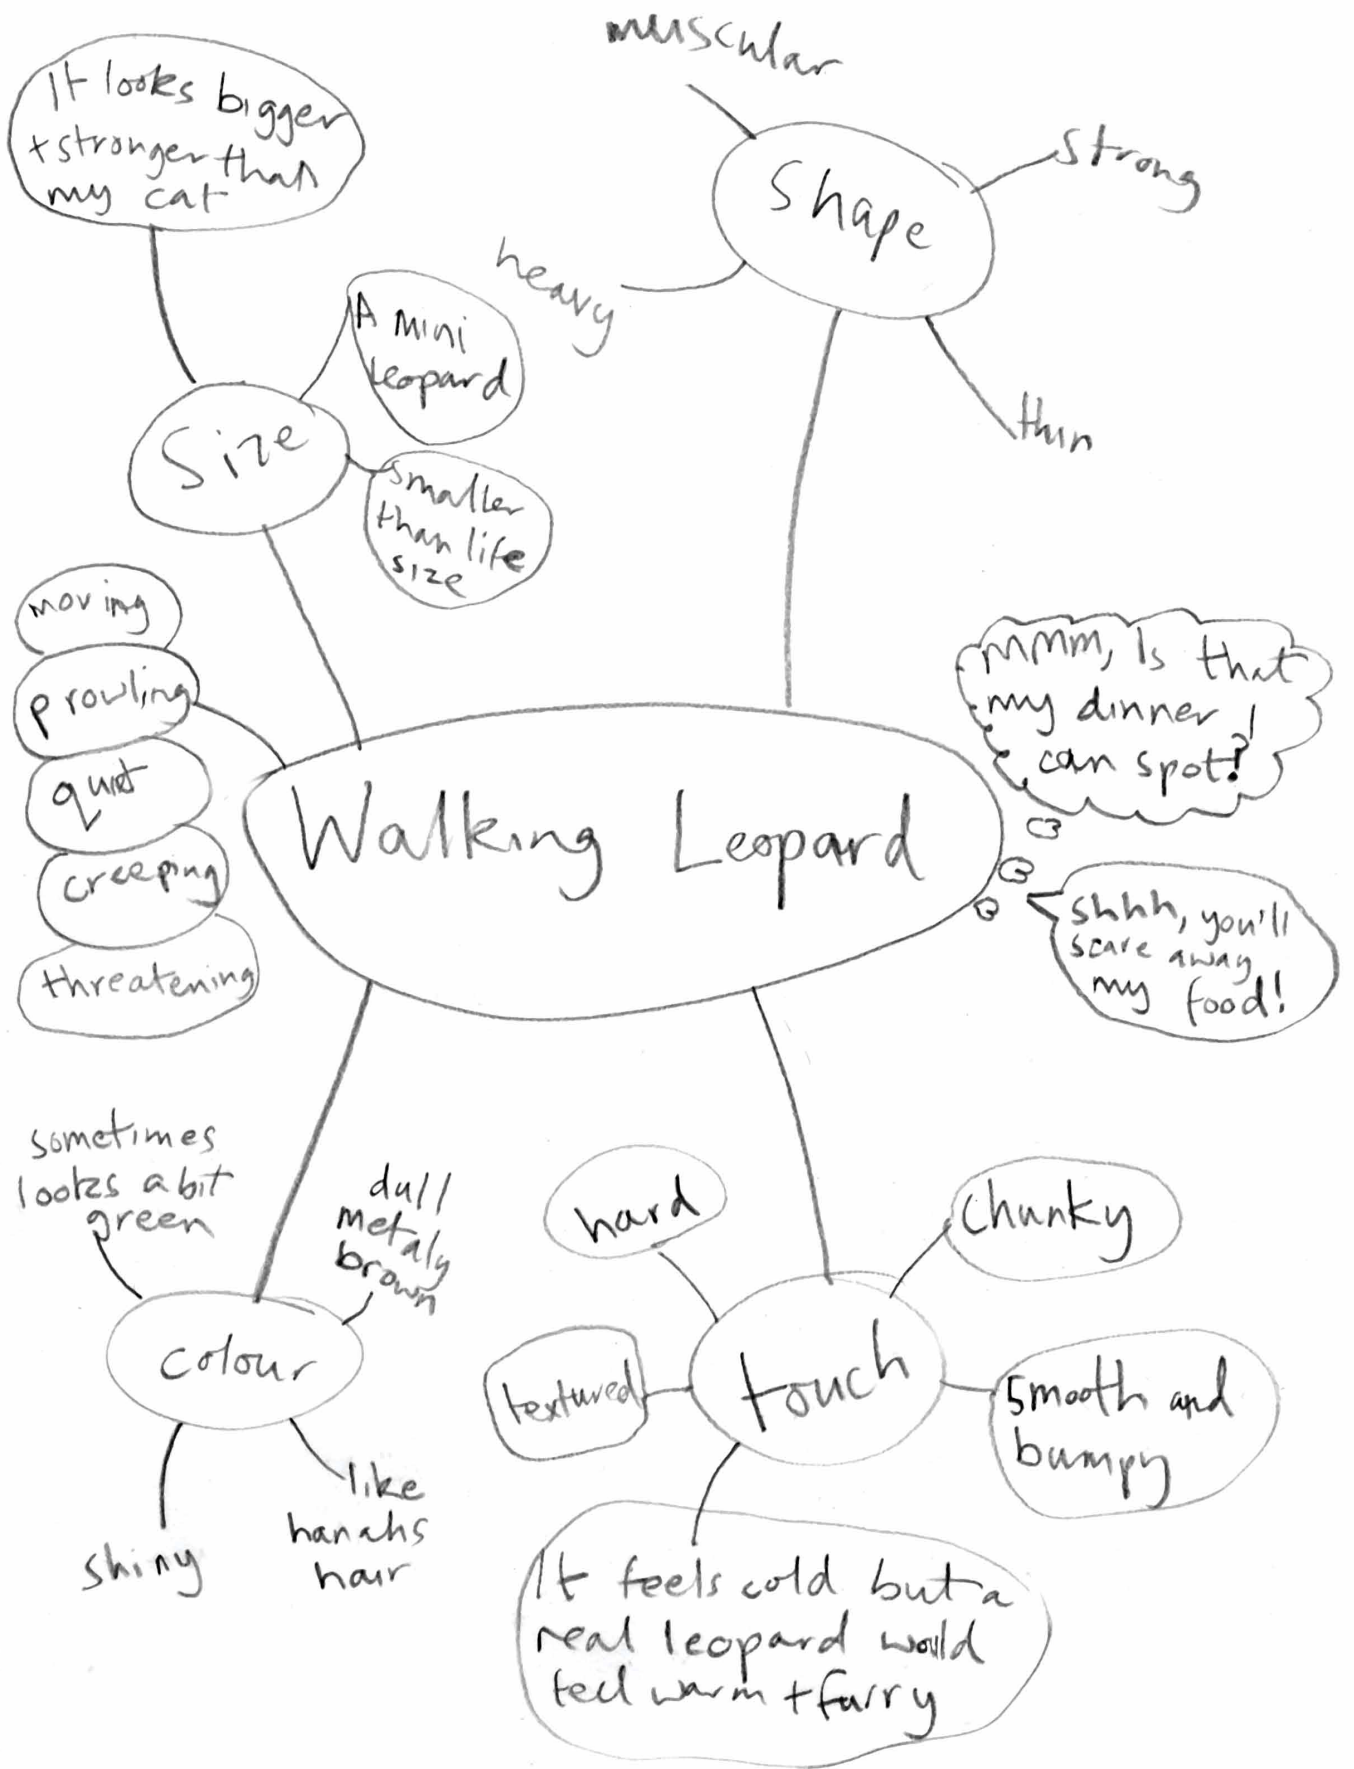 muscular
strong
shape
heavy
thin
It looks bigger
+ stronger than
my cat
A mini
leopard
Size
smaller
than life
size
moving
prowling
quiet
creeping
threatening
Walking Leopard
MMM, Is that
my dinner I
can spot?!
shhh, you'll
scare away
my food!
sometimes
looks a bit
green
dull
metaly
brown
colour
shiny
like
hanahs
hair
hard
chunky
textured
touch
smooth and
bumpy
It feels cold but a
real leopard would
feel warm + furry